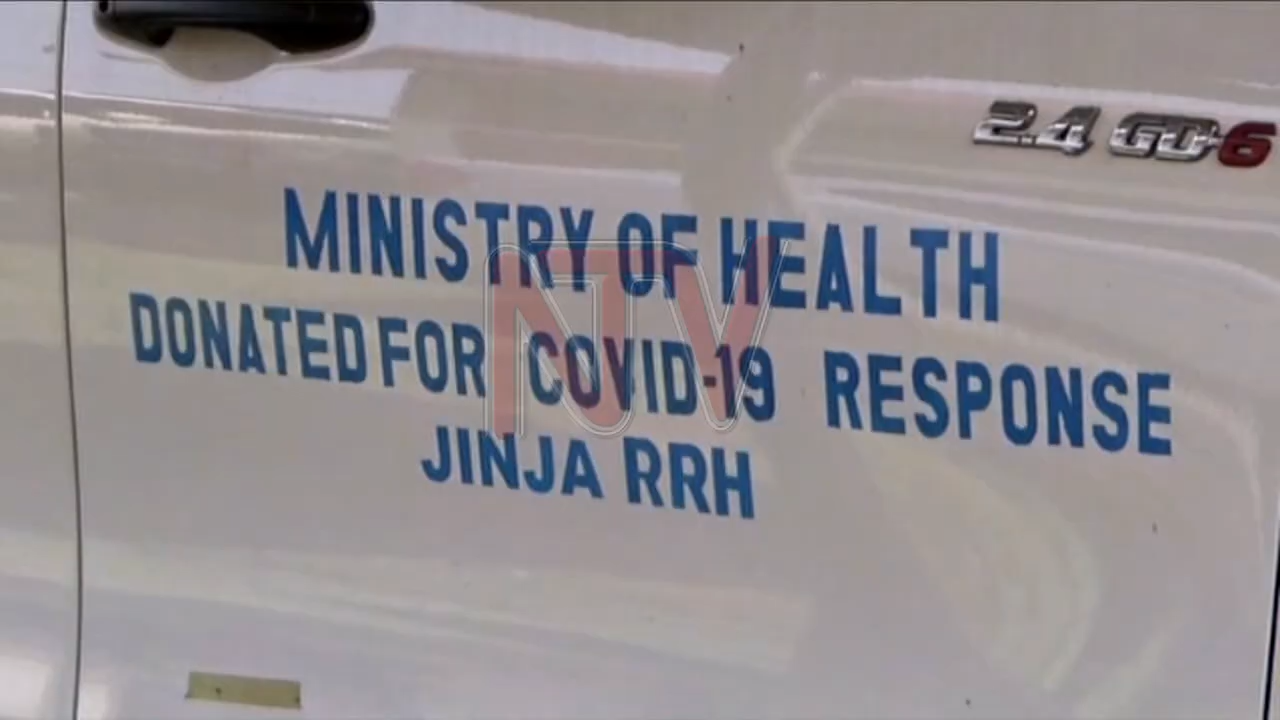 2.4 GD-6
MINISTRY OF HEALTH
DONATED FOR COVID-19 RESPONSE
JINJA RRH
NTV